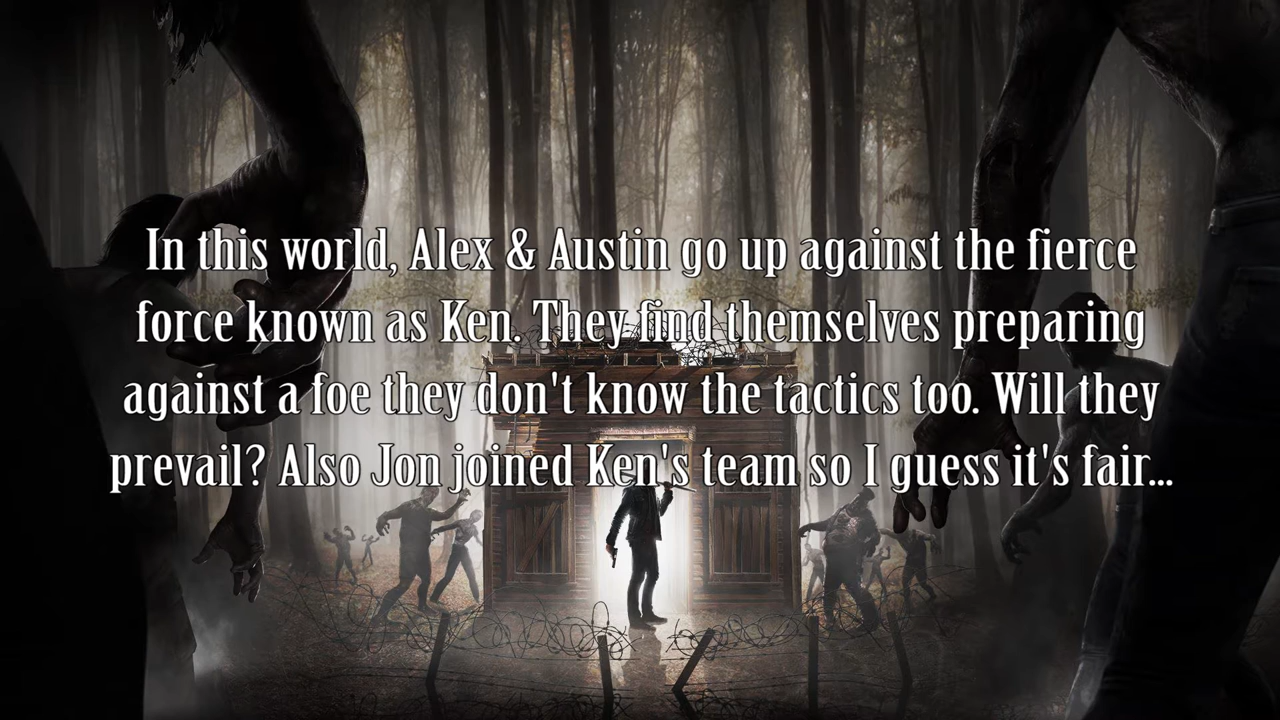 In this world, Alex & Austin go up against the fierce
force known as Ken. They find themselves preparing
against a foe they don't know the tactics too. Will they
prevail? Also Jon joined Ken's team so I guess it's fair...